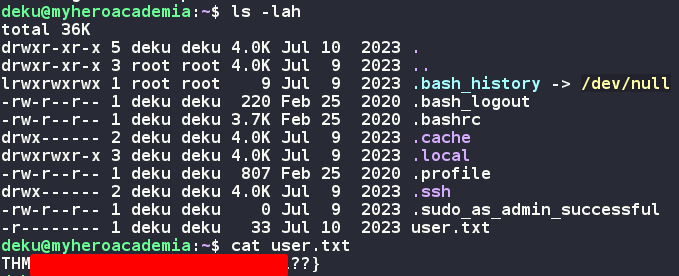 deku@myheroacademia:~$ ls -lah
total 36K
drwxr-xr-x 5 deku deku 4.0K Jul 10  2023 .
drwxr-xr-x 3 root root 4.0K Jul  9  2023 ..
lrwxrwxrwx 1 root root    9 Jul  9  2023 .bash_history -> /dev/null
-rw-r--r-- 1 deku deku  220 Feb 25  2020 .bash_logout
-rw-r--r-- 1 deku deku 3.7K Feb 25  2020 .bashrc
drwx------ 2 deku deku 4.0K Jul  9  2023 .cache
drwxrwxr-x 3 deku deku 4.0K Jul  9  2023 .local
-rw-r--r-- 1 deku deku  807 Feb 25  2020 .profile
drwx------ 2 deku deku 4.0K Jul  9  2023 .ssh
-rw-r--r-- 1 deku deku    0 Jul  9  2023 .sudo_as_admin_successful
-r-------- 1 deku deku   33 Jul 10  2023 user.txt
deku@myheroacademia:~$ cat user.txt
THM ??}